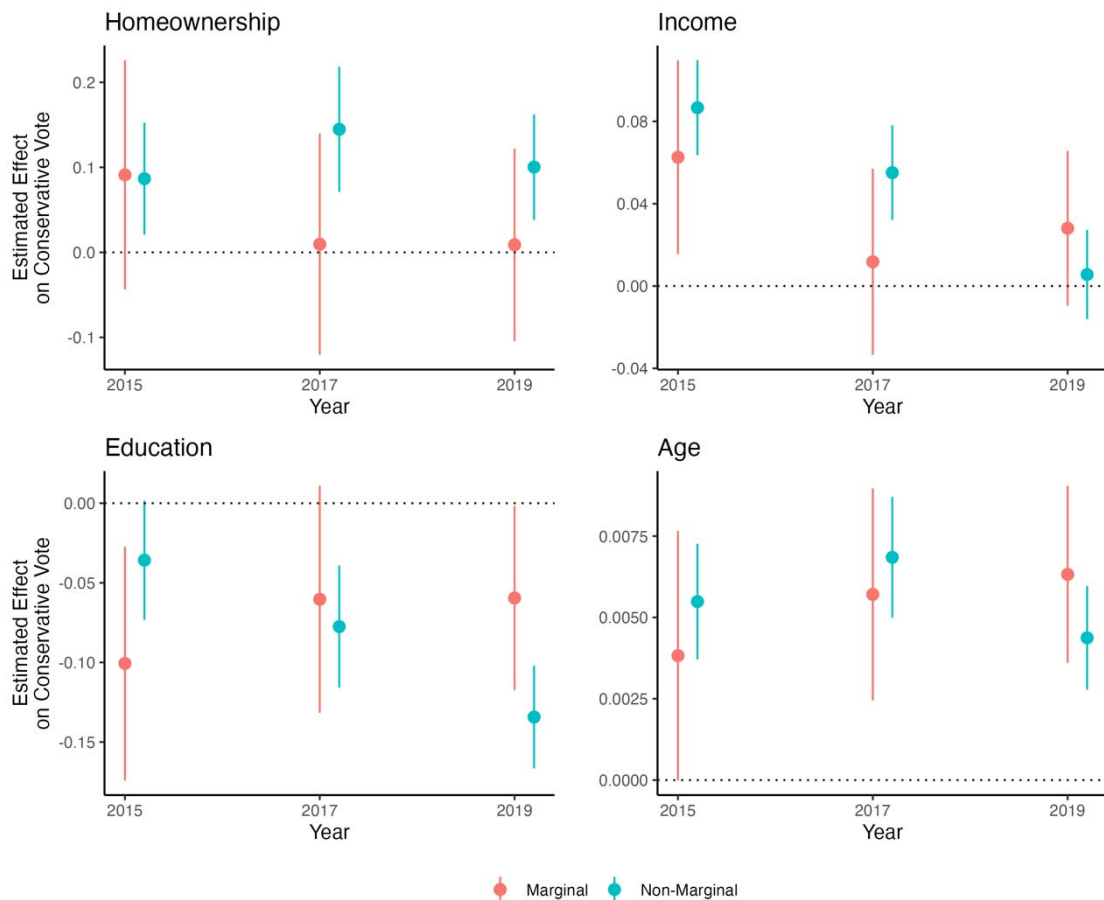 Homeownership
Estimated Effect
on Conservative Vote
0.2
0.1
0.0
-0.1
2015 2017 2019
Year
Income
0.08
0.04
0.00
-0.04
2015 2017 2019
Year
Education
Estimated Effect
on Conservative Vote
0.00
-0.05
-0.10
-0.15
2015 2017 2019
Year
Age
0.0075
0.0050
0.0025
0.0000
2015 2017 2019
Year
Marginal Non-Marginal